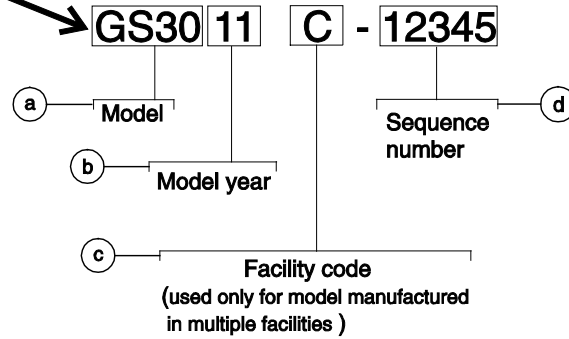 GS30 11 C - 12345
a Model
Sequence d
number
b Model year
c Facility code
(used only for model manufactured
in multiple facilities )